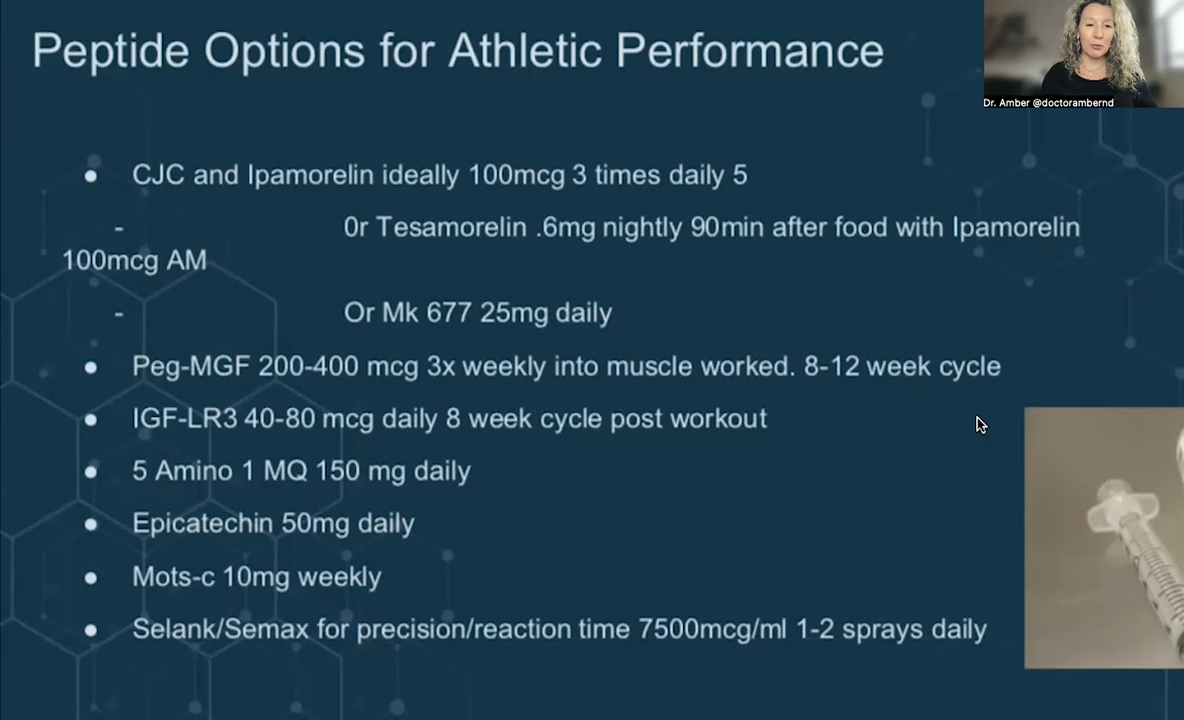 Peptide Options for Athletic Performance
Dr. Amber @doctorambernd
● CJC and Ipamorelin ideally 100mcg 3 times daily 5
- 0r Tesamorelin .6mg nightly 90min after food with Ipamorelin
100mcg AM
- Or Mk 677 25mg daily
● Peg-MGF 200-400 mcg 3x weekly into muscle worked. 8-12 week cycle
● IGF-LR3 40-80 mcg daily 8 week cycle post workout
● 5 Amino 1 MQ 150 mg daily
● Epicatechin 50mg daily
● Mots-c 10mg weekly
● Selank/Semax for precision/reaction time 7500mcg/ml 1-2 sprays daily